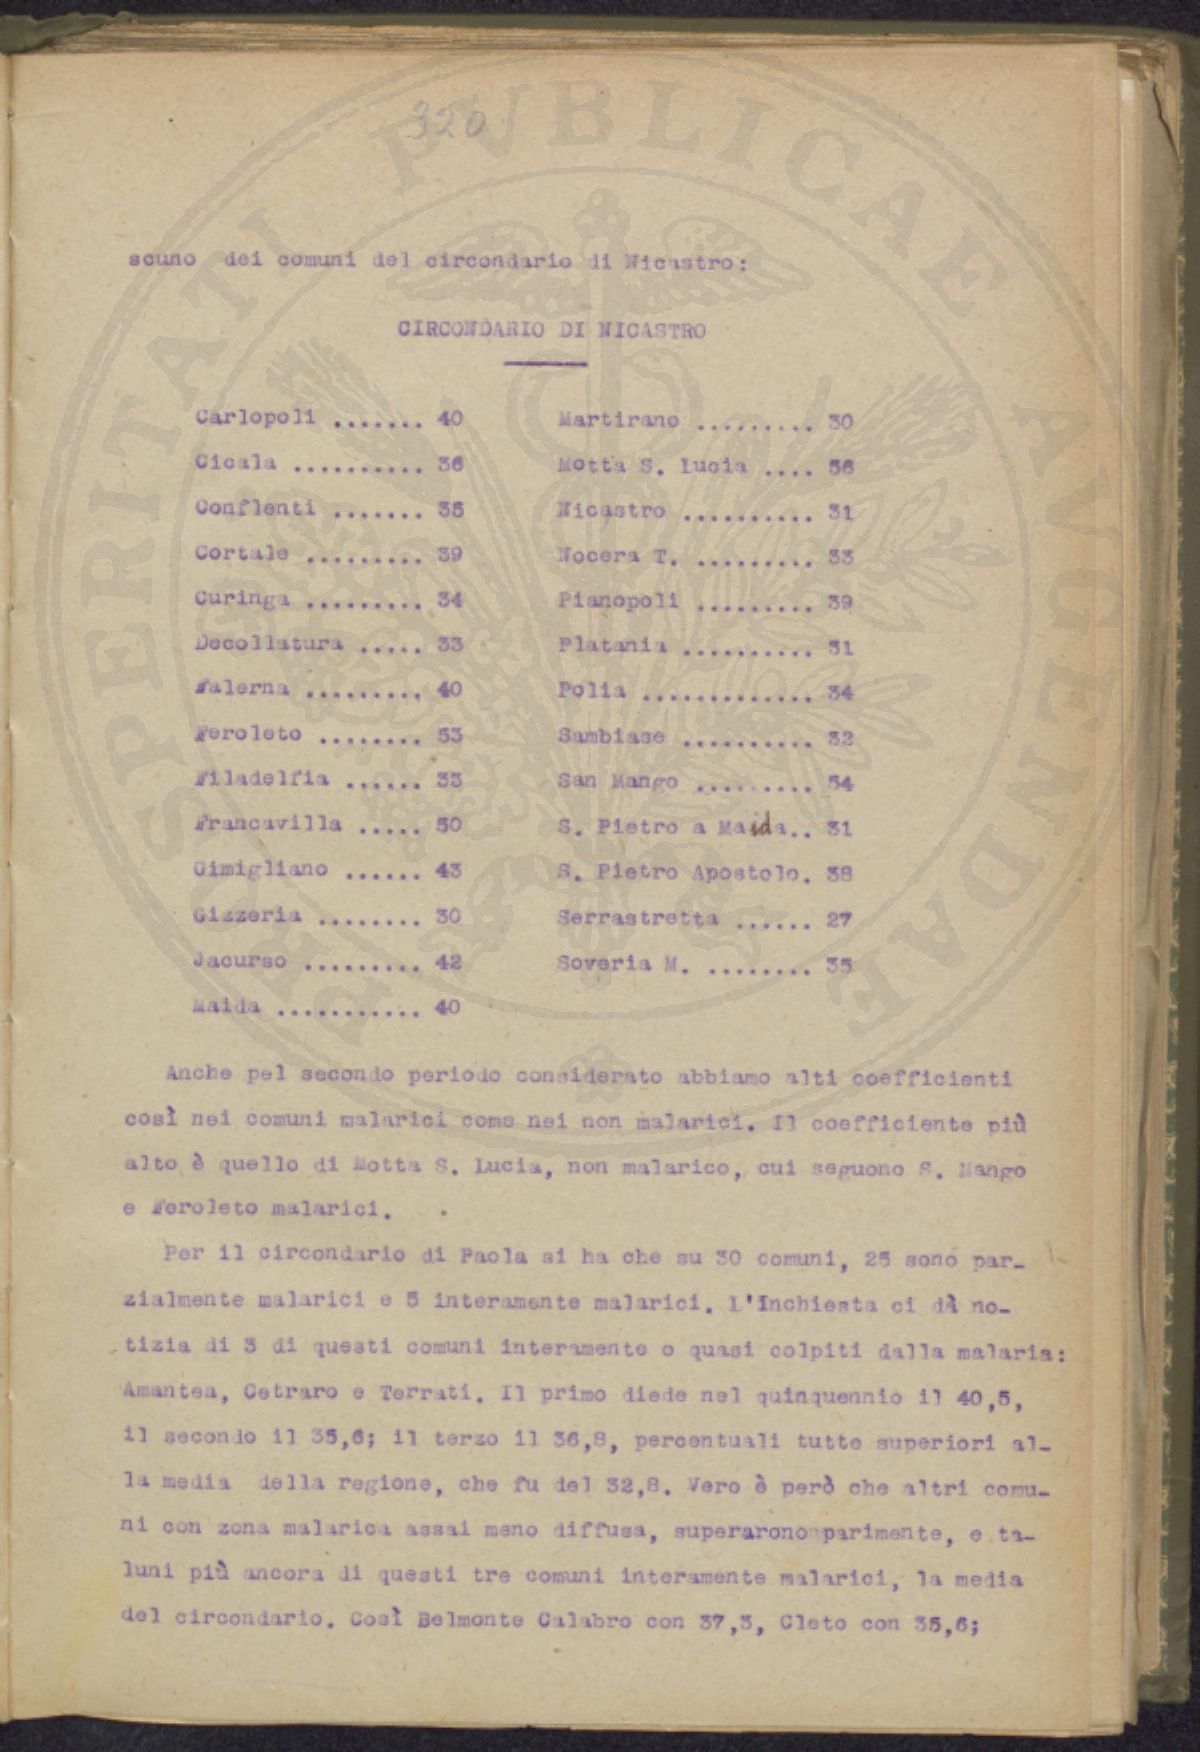 320
scuno dei comuni del circondario di Nicastro:
CIRCONDARIO DI NICASTRO
Carlopoli ....... 40
Cicala .......... 36
Conflenti ....... 35
Cortale ......... 39
Curinga ......... 34
Decollatura ..... 33
Falerna ......... 40
Feroleto ........ 53
Filadelfia ...... 33
Francavilla ..... 50
Gimigliano ...... 43
Gizzeria ........ 30
Jacurso ......... 42
Maida ........... 40
Martirano ......... 30
Motta S. Lucia .... 56
Nicastro .......... 31
Nocera T. ......... 33
Pianopoli ......... 39
Platania .......... 31
Polia ............. 34
Sambiase .......... 32
San Mango ......... 54
S. Pietro a Maida.. 31
S. Pietro Apostolo. 38
Serrastretta ...... 27
Soveria M. ........ 35
Anche pel secondo periodo considerato abbiamo alti coefficienti
così nei comuni malarici come nei non malarici. Il coefficiente più
alto è quello di Motta S. Lucia, non malarico, cui seguono S. Mango
e Feroleto malarici.
Per il circondario di Paola si ha che su 30 comuni, 25 sono par-
zialmente malarici e 5 interamente malarici. L'Inchiesta ci dà no-
tizia di 3 di questi comuni interamente o quasi colpiti dalla malaria:
Amantea, Cetraro e Terrati. Il primo diede nel quinquennio il 40,5,
il secondo il 35,6; il terzo il 36,8, percentuali tutte superiori al-
la media della regione, che fu del 32,8. Vero è però che altri comu-
ni con zona malarica assai meno diffusa, superarono parimente, e ta-
luni più ancora di questi tre comuni interamente malarici, la media
del circondario. Così Belmonte Calabro con 37,3, Cleto con 35,6;
PROSPERITATI PUBLICAE AUGENDAE